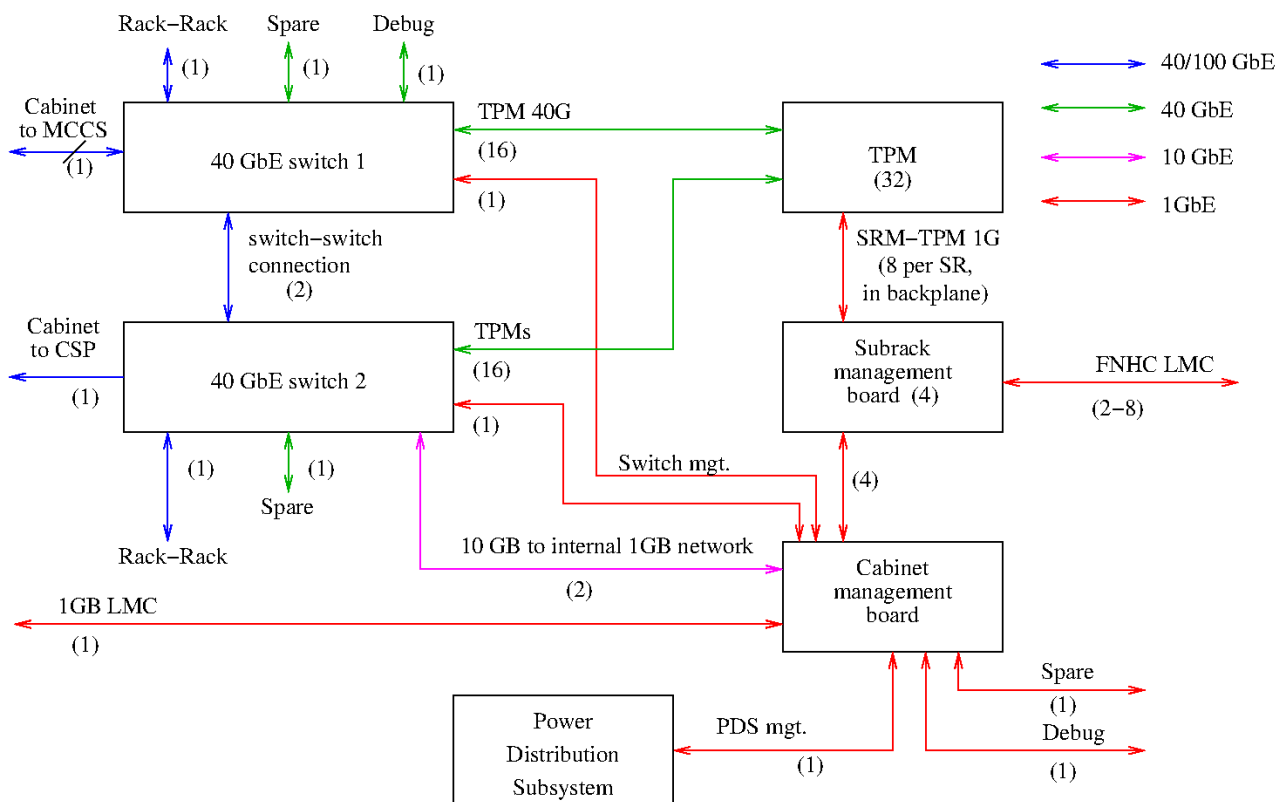 Rack−Rack
Spare
Debug
(1)
(1)
(1)
40/100 GbE
40 GbE
10 GbE
1GbE
Cabinet
to MCCS
(1)
40 GbE switch 1
TPM 40G
(16)
(1)
TPM
(32)
switch−switch
connection
(2)
SRM−TPM 1G
(8 per SR,
in backplane)
Cabinet
to CSP
(1)
40 GbE switch 2
TPMs
(16)
(1)
Subrack
management
board (4)
FNHC LMC
(2−8)
(1)
(1)
Spare
Rack−Rack
Switch mgt.
(4)
10 GB to internal 1GB network
(2)
Cabinet
management
board
1GB LMC
(1)
Spare
(1)
Debug
(1)
PDS mgt.
(1)
Power
Distribution
Subsystem